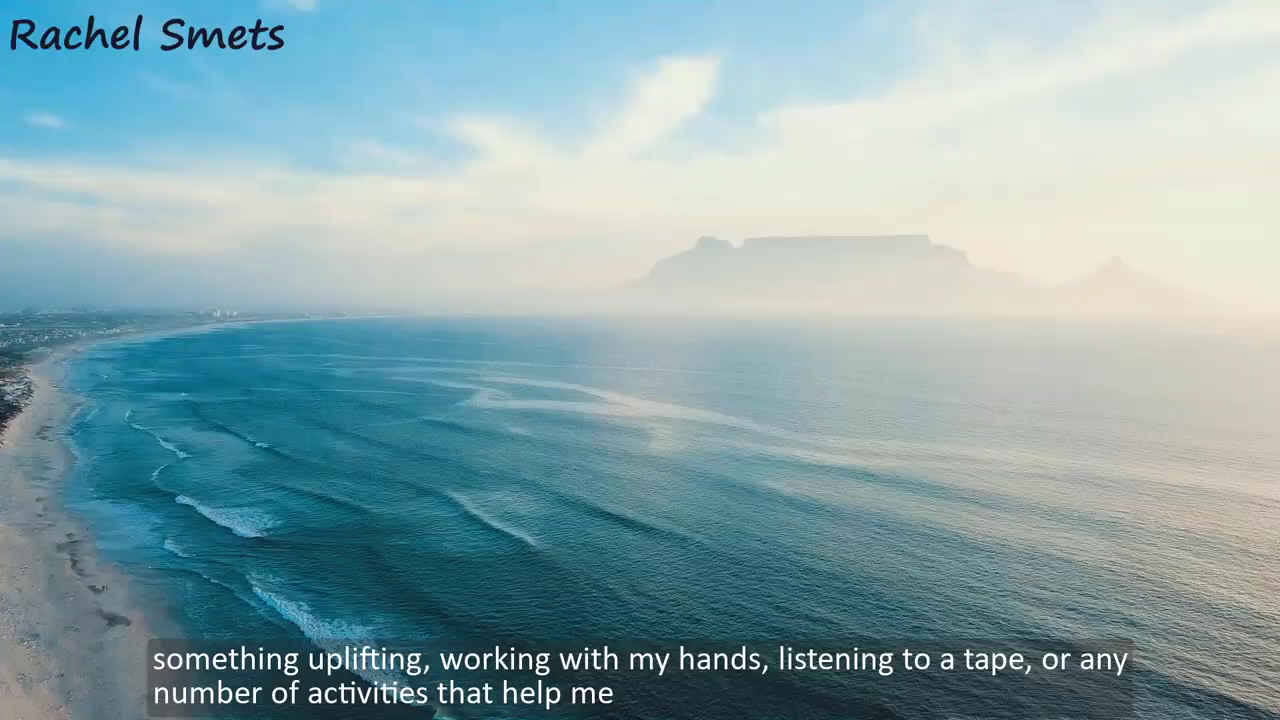 Rachel Smets
something uplifting, working with my hands, listening to a tape, or any
number of activities that help me